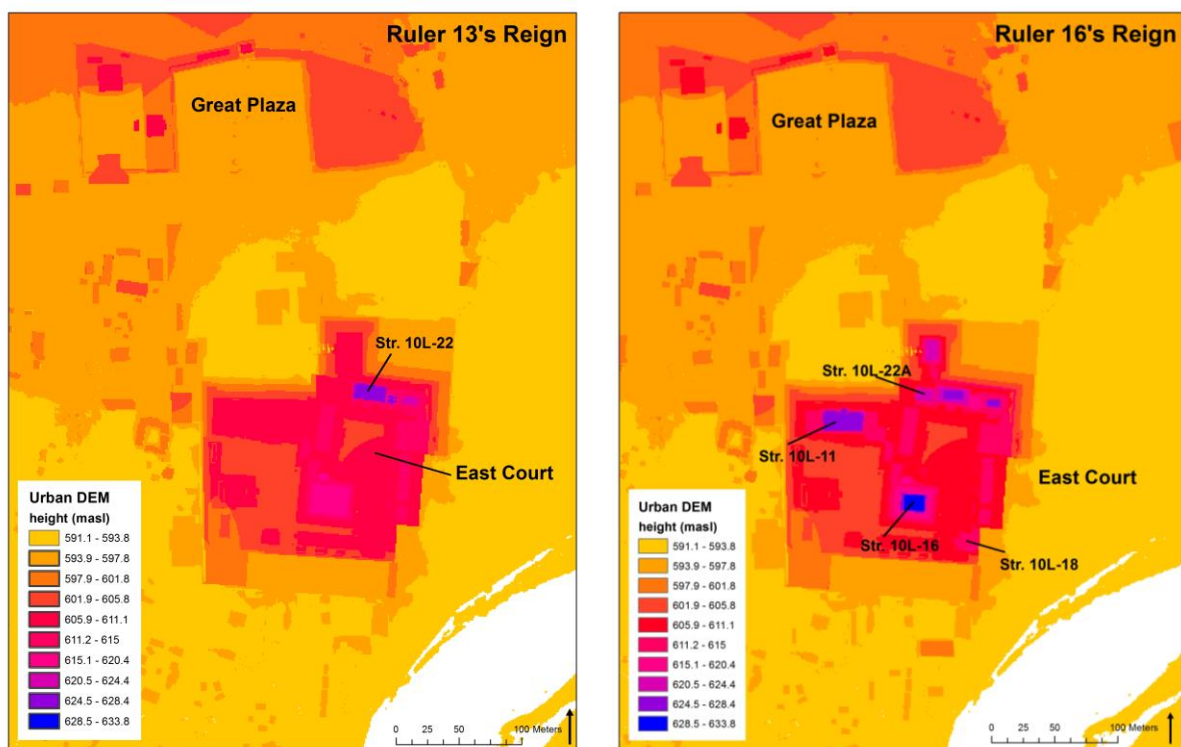 Ruler 13's Reign
Great Plaza
Str. 10L-22
East Court
Urban DEM
height (masl)
591.1 - 593.8
593.9 - 597.8
597.9 - 601.8
601.9 - 605.8
605.9 - 611.1
611.2 - 615
615.1 - 620.4
620.5 - 624.4
624.5 - 628.4
628.5 - 633.8
0 25 50 100 Meters
Ruler 16's Reign
Great Plaza
Str. 10L-22A
Str. 10L-11
East Court
Str. 10L-16
Str. 10L-18
Urban DEM
height (masl)
591.1 - 593.8
593.9 - 597.8
597.9 - 601.8
601.9 - 605.8
605.9 - 611.1
611.2 - 615
615.1 - 620.4
620.5 - 624.4
624.5 - 628.4
628.5 - 633.8
0 25 50 100 Meters